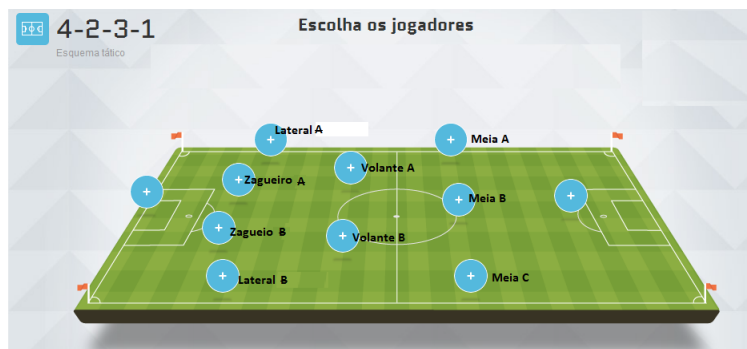 4-2-3-1
Esquema tático
Escolha os jogadores
Lateral A
Meia A
Volante A
Zagueiro A
Meia B
Zagueio B
Volante B
Lateral B
Meia C